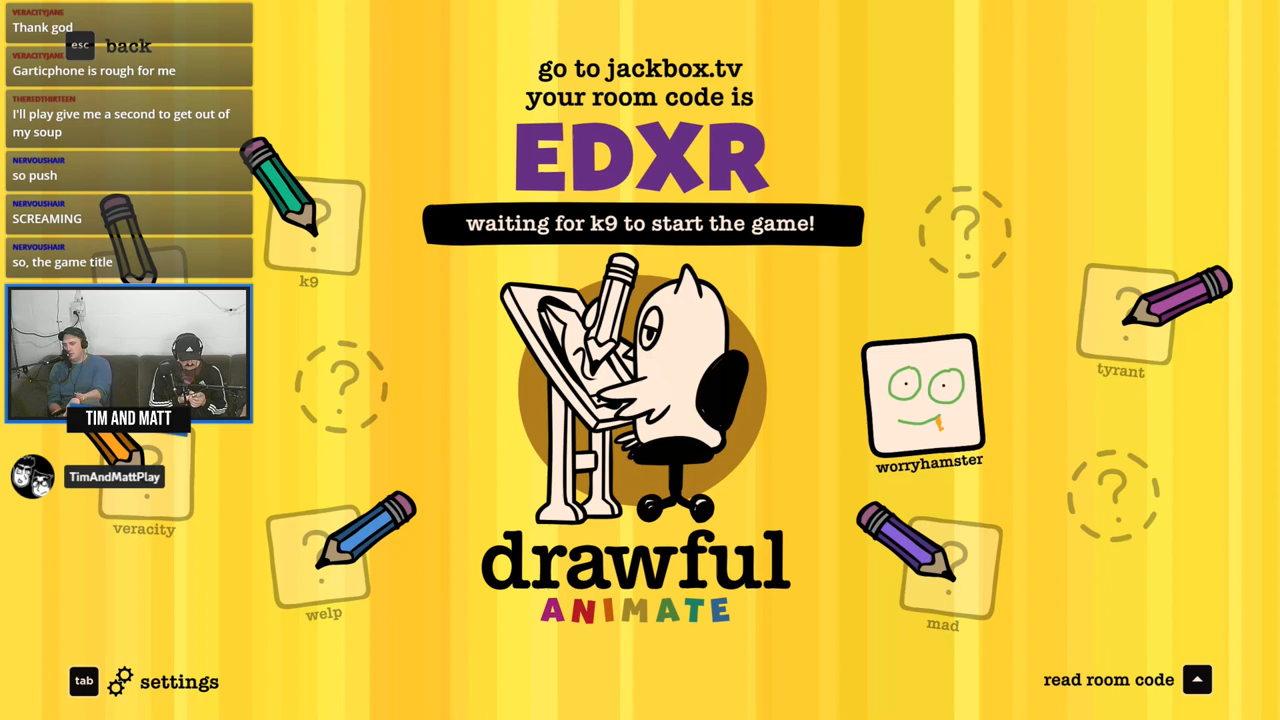 VERACITYJANE
Thank god
esc back
VERACITYJANE
Garticphone is rough for me
THEREDTHIRTEEN
I'll play give me a second to get out of
my soup
NERVOUSHAIR
so push
NERVOUSHAIR
SCREAMING
NERVOUSHAIR
so, the game title
TIM AND MATT
TimAndMattPlay
go to jackbox.tv
your room code is
EDXR
waiting for k9 to start the game!
k9
veracity
welp
worryhamster
tyrant
mad
drawful
ANIMATE
tab settings
read room code